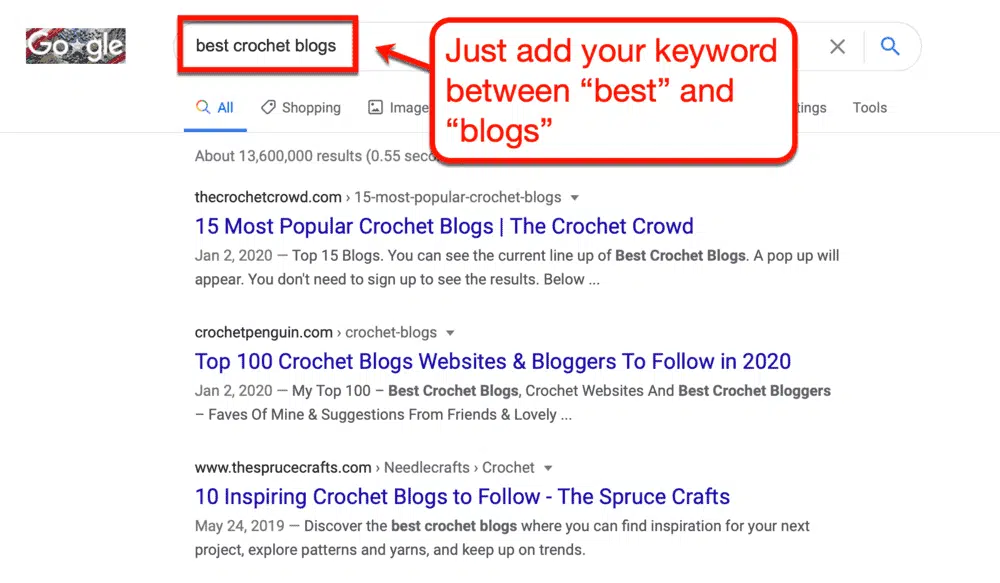 Google
best crochet blogs
Just add your keyword
between “best” and
“blogs”
All
Shopping
Image
Tools
About 13,600,000 results (0.55
thecrochetcrowd.com › 15-most-popular-crochet-blogs
15 Most Popular Crochet Blogs | The Crochet Crowd
Jan 2, 2020 — Top 15 Blogs. You can see the current line up of Best Crochet Blogs. A pop up will
appear. You don't need to sign up to see the results. Below ...
crochetpenguin.com › crochet-blogs
Top 100 Crochet Blogs Websites & Bloggers To Follow in 2020
Jan 2, 2020 — My Top 100 – Best Crochet Blogs, Crochet Websites And Best Crochet Bloggers
– Faves Of Mine & Suggestions From Friends & Lovely ...
www.thesprucecrafts.com › Needlecrafts › Crochet
10 Inspiring Crochet Blogs to Follow - The Spruce Crafts
May 24, 2019 — Discover the best crochet blogs where you can find inspiration for your next
project, explore patterns and yarns, and keep up on trends.